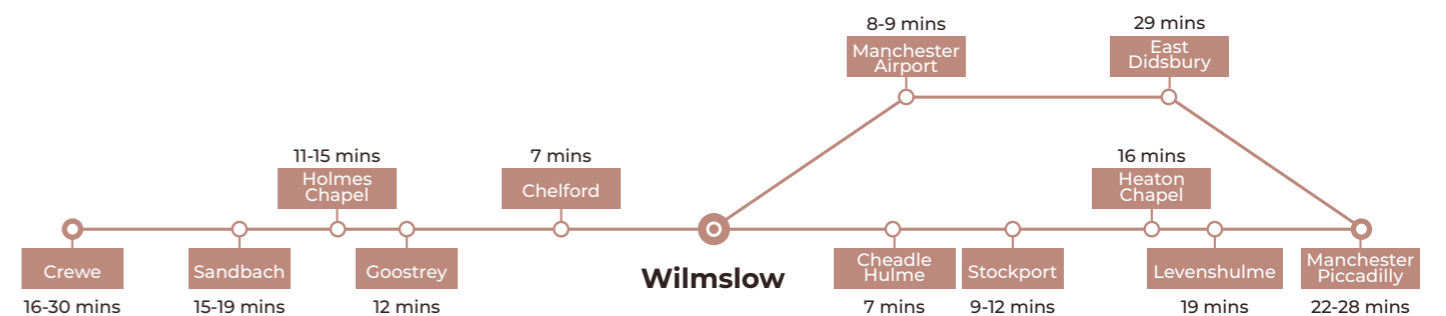 8-9 mins
Manchester
Airport
29 mins
East
Didsbury
11-15 mins
Holmes
Chapel
7 mins
Chelford
16 mins
Heaton
Chapel
Crewe
16-30 mins
Sandbach
15-19 mins
Goostrey
12 mins
Wilmslow
Cheadle
Hulme
7 mins
Stockport
9-12 mins
Levenshulme
19 mins
Manchester
Piccadilly
22-28 mins